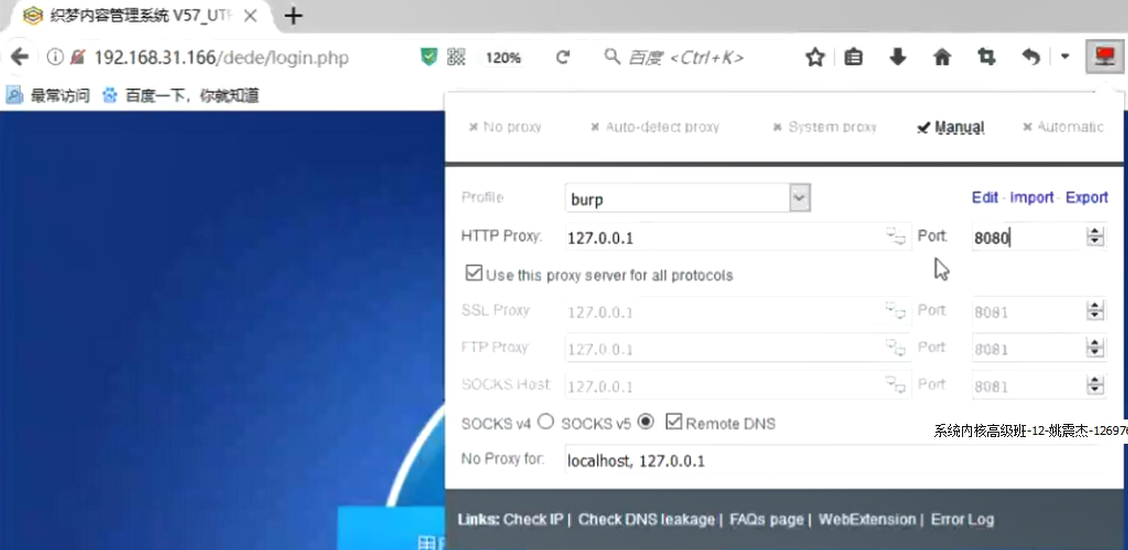 织梦内容管理系统 V57_UTF
192.168.31.166/dede/login.php
120%
百度 <Ctrl+K>
最常访问
百度一下，你就知道
No proxy
Auto-detect proxy
System proxy
Manual
Automatic
Profile
burp
Edit - Import - Export
HTTP Proxy:
127.0.0.1
Port:
8080
Use this proxy server for all protocols
SSL Proxy
127.0.0.1
Port
8081
FTP Proxy:
127.0.0.1
Port
8081
SOCKS Host:
127.0.0.1
Port
8081
SOCKS v4
SOCKS v5
Remote DNS
系统内核高级班-12-姚震杰-126976
No Proxy for:
localhost, 127.0.0.1
Links: Check IP | Check DNS leakage | FAQs page | WebExtension | Error Log